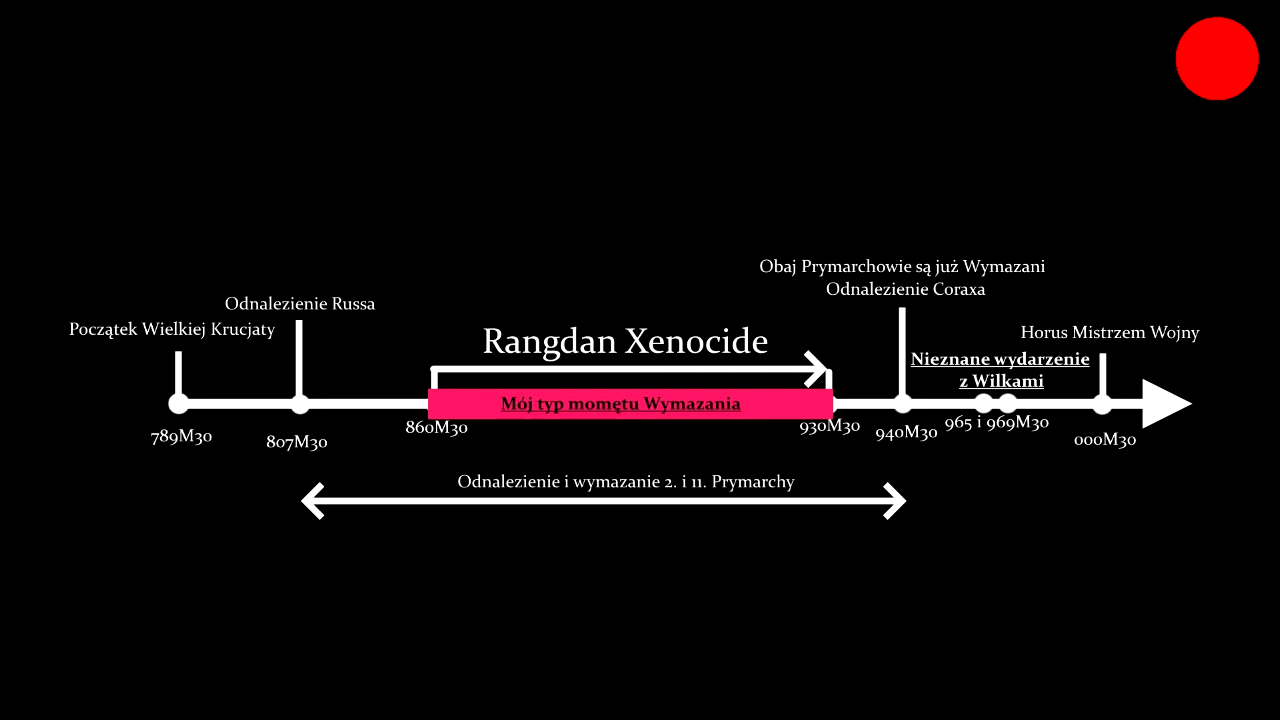 Obaj Prymarchowie są już Wymazani
Odnalezienie Coraxa
Odnalezienie Russa
Początek Wielkiej Krucjaty
Rangdan Xenocide
Horus Mistrzem Wojny
Nieznane wydarzenie
z Wilkami
Mój typ momętu Wymazania
789M30
807M30
860M30
930M30
940M30
965 i 969M30
000M30
Odnalezienie i wymazanie 2. i 11. Prymarchy